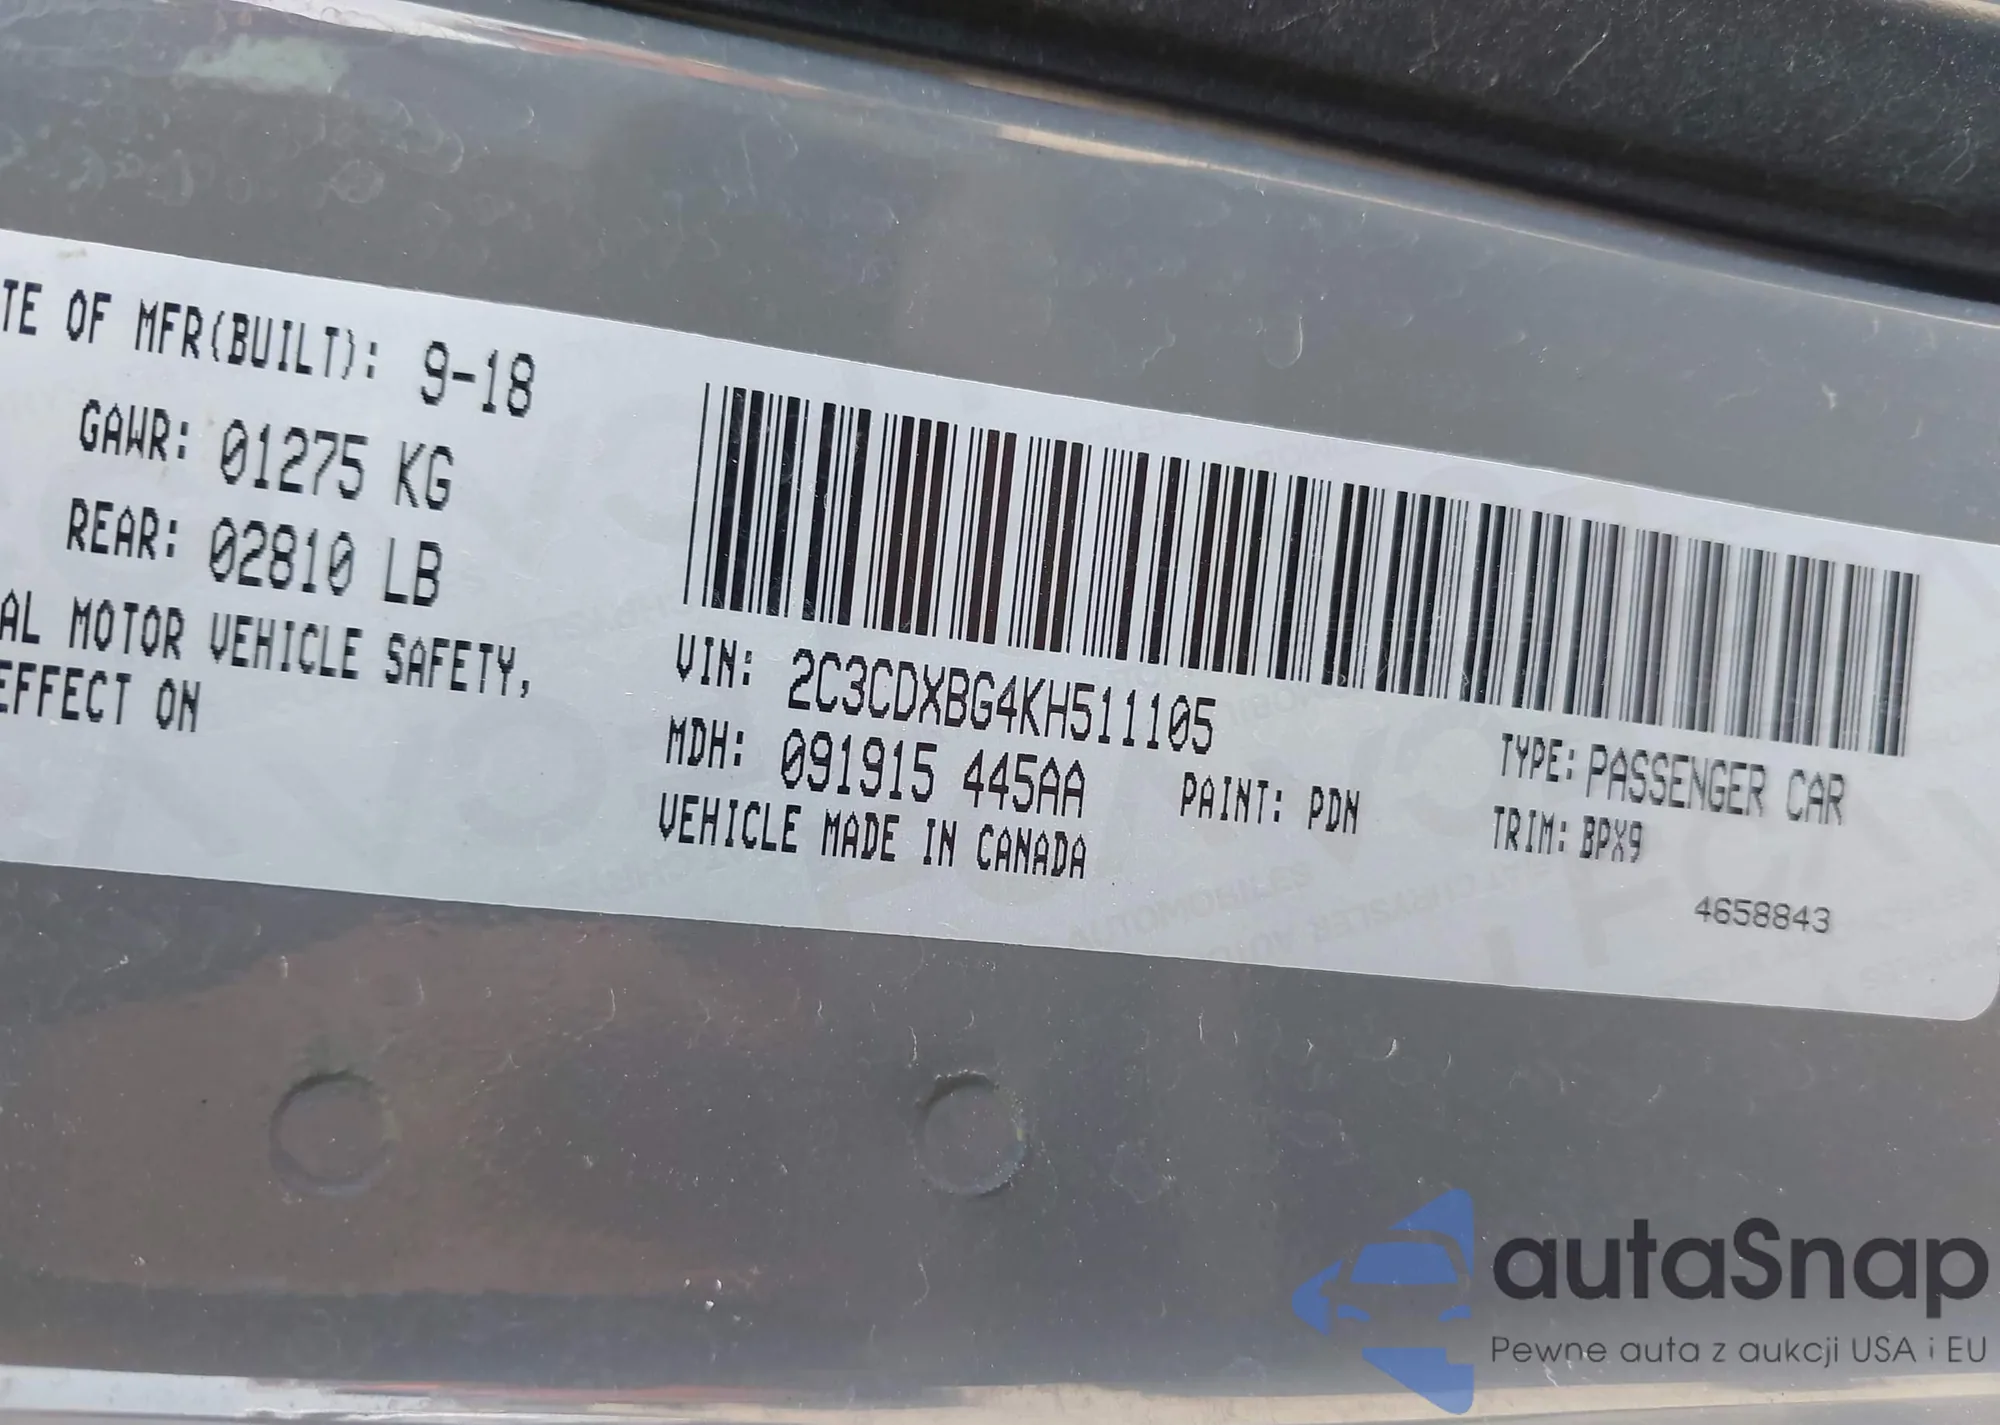 TE OF MFR(BUILT): 9-18
GAWR: 01275 KG
REAR: 02810 LB
AL MOTOR VEHICLE SAFETY,
EFFECT ON
VIN: 2C3CDXBG4KH511105
MDH: 091915 445AA
PAINT: PDN
VEHICLE MADE IN CANADA
TYPE: PASSENGER CAR
TRIM: BPX9
4658843
autaSnap
Pewne auta z aukcji USA i EU